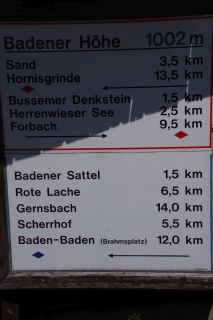 Badener Höhe 1002 m
Sand 3,5 km
Hornisgrinde 13,5 km
Bussemer Denkstein 1,5 km
Herrenwieser See 2,5 km
Forbach 9,5 km
Badener Sattel 1,5 km
Rote Lache 6,5 km
Gernsbach 14,0 km
Scherrhof 5,5 km
Baden-Baden (Brahmsplatz) 12,0 km